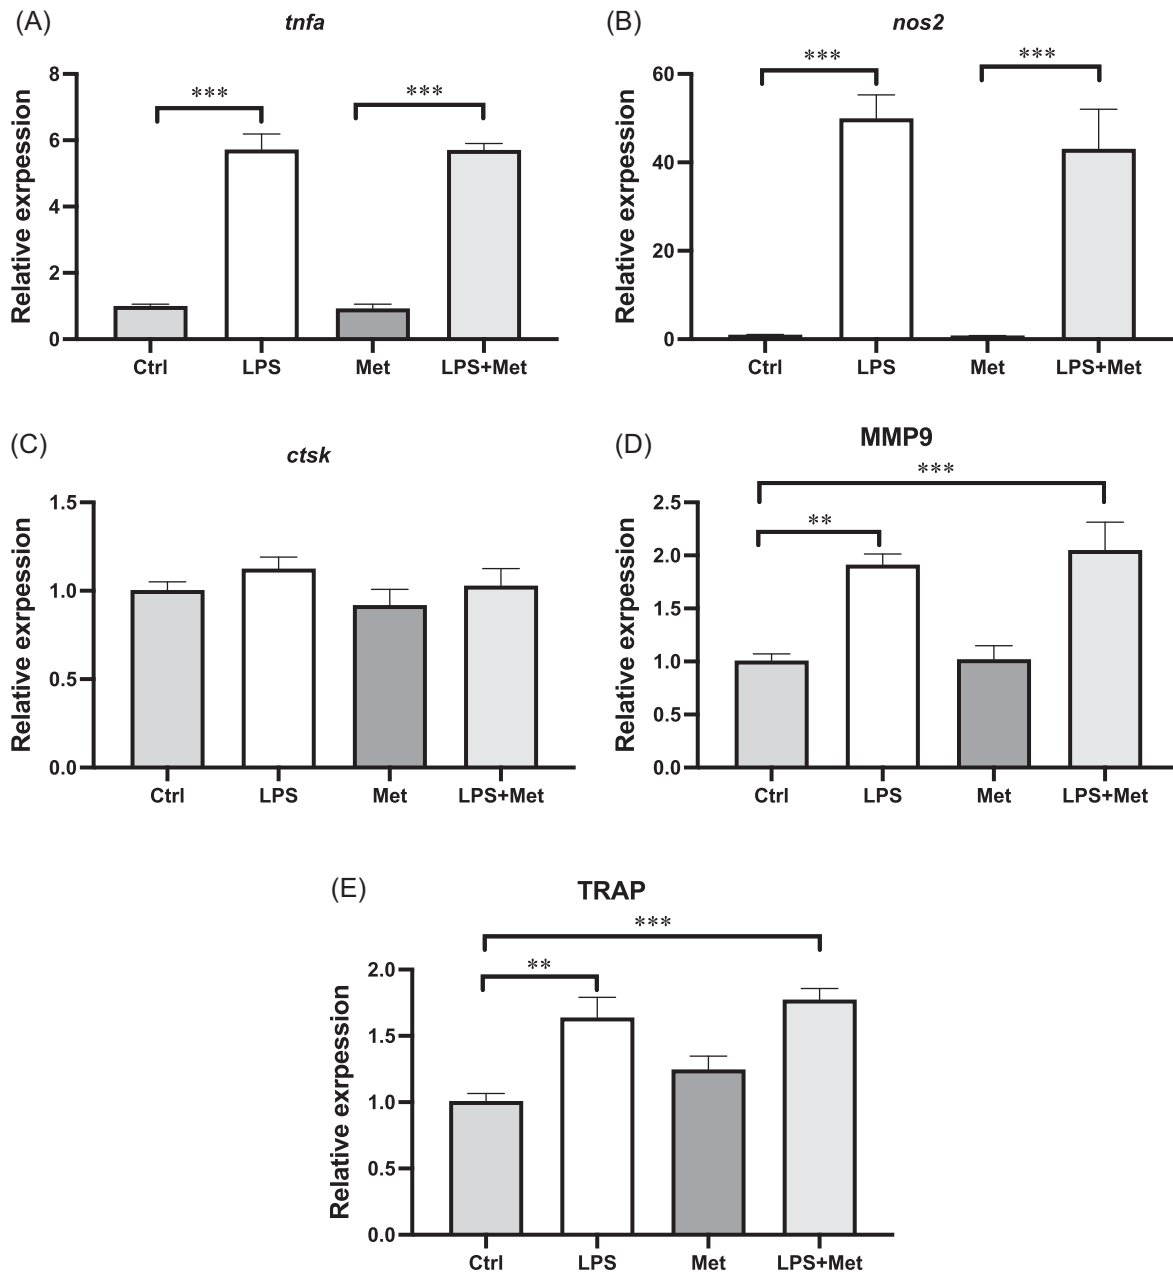 (A)
tnfa
Relative exrpession
8
6
4
2
0
***
***
Ctrl
LPS
Met
LPS+Met
(B)
nos2
Relative exrpession
60
40
20
0
***
***
Ctrl
LPS
Met
LPS+Met
(C)
ctsk
Relative exrpession
1.5
1.0
0.5
0.0
Ctrl
LPS
Met
LPS+Met
(D)
MMP9
Relative exrpession
2.5
2.0
1.5
1.0
0.5
0.0
***
**
Ctrl
LPS
Met
LPS+Met
(E)
TRAP
Relative exrpession
2.0
1.5
1.0
0.5
0.0
***
**
Ctrl
LPS
Met
LPS+Met